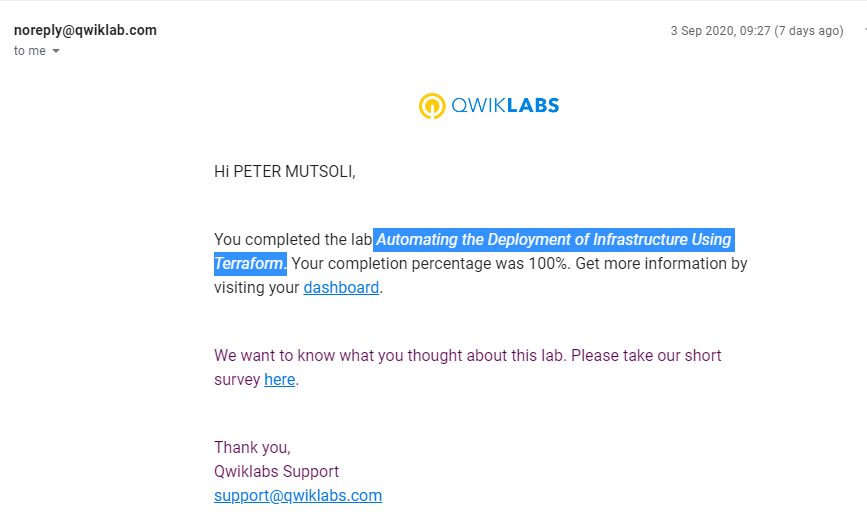 noreply@qwiklab.com
3 Sep 2020, 09:27 (7 days ago)
to me
QWIKLABS
Hi PETER MUTSOLI,
You completed the lab Automating the Deployment of Infrastructure Using
Terraform. Your completion percentage was 100%. Get more information by
visiting your dashboard.
We want to know what you thought about this lab. Please take our short
survey here.
Thank you,
Qwiklabs Support
support@qwiklabs.com